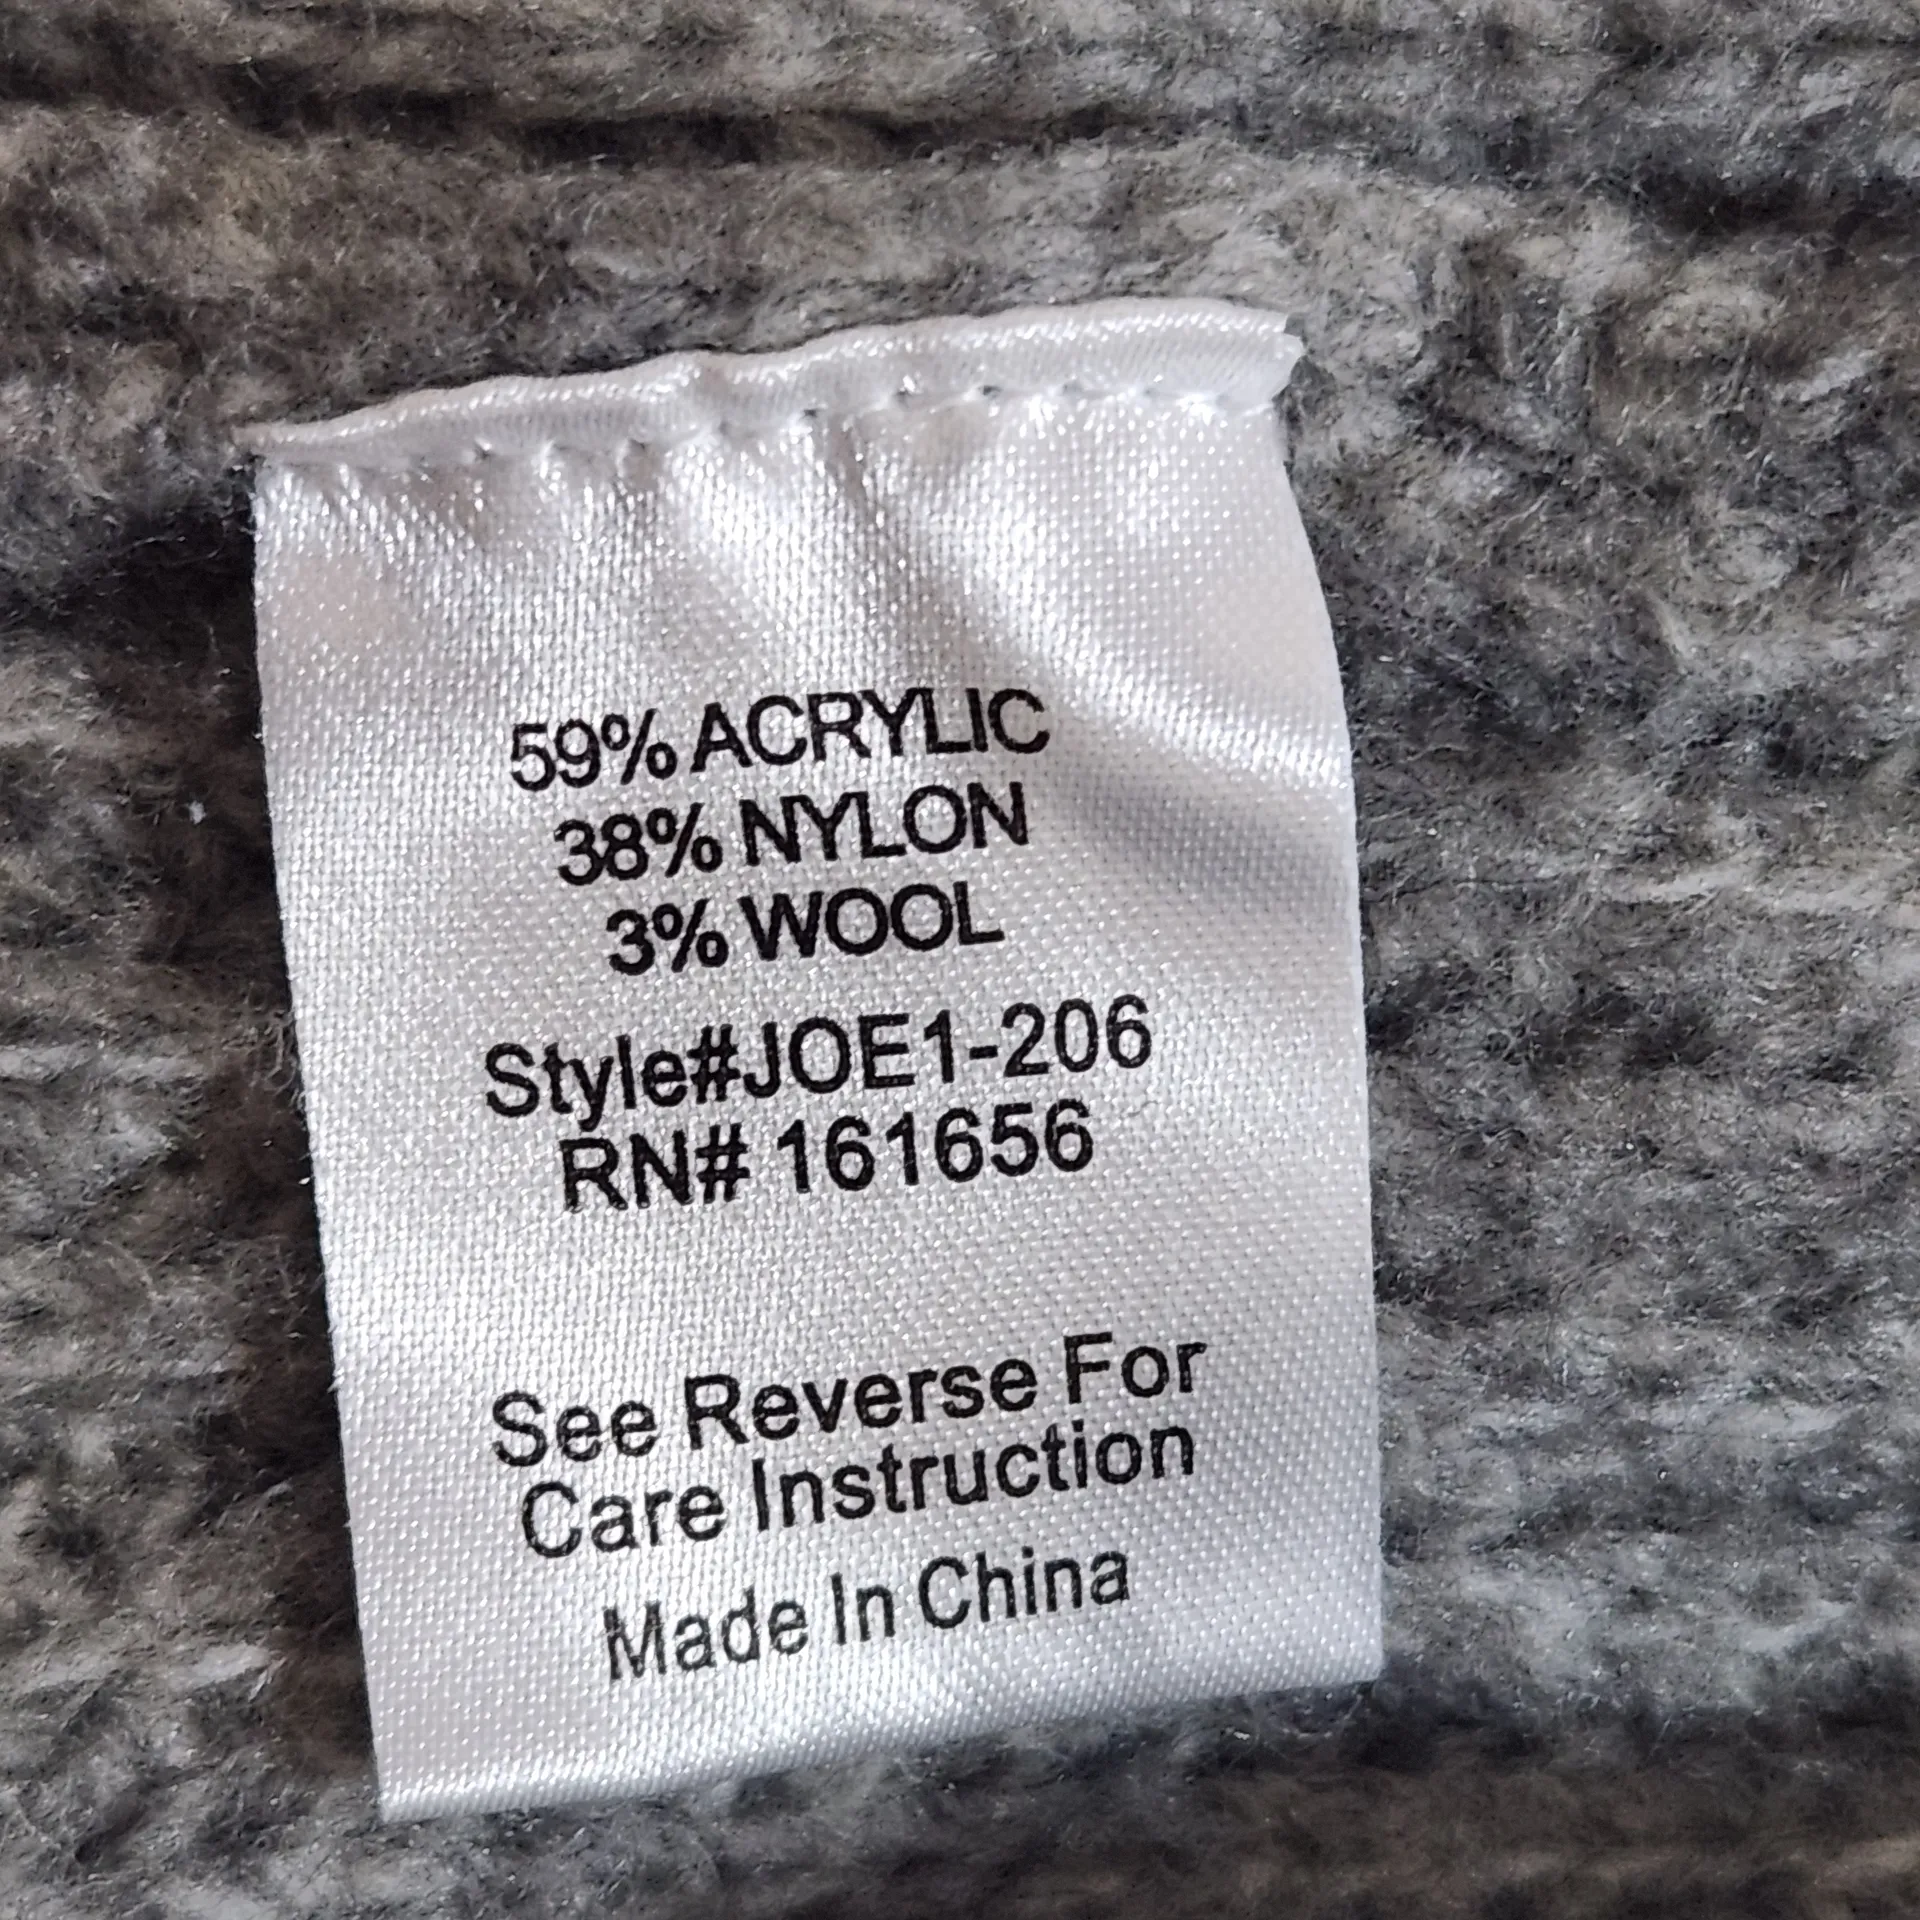 59% ACRYLIC
38% NYLON
3% WOOL
Style#JOE1-206
RN# 161656
See Reverse For
Care Instruction
Made In China